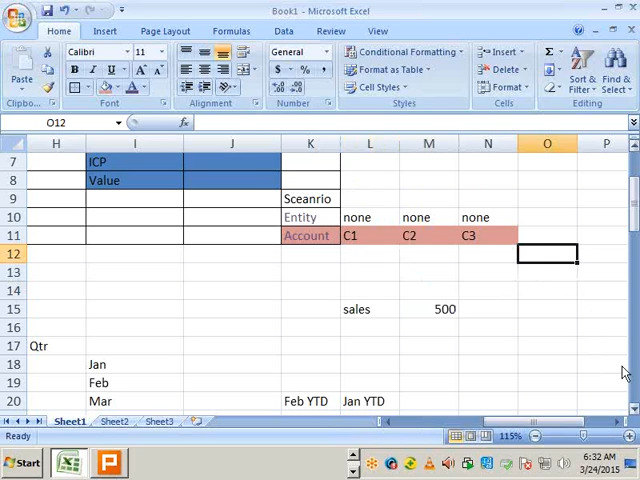 Book1 - Microsoft Excel
Home Insert Page Layout Formulas Data Review View
Calibri 11 General Conditional Formatting Insert Σ
Paste B I U A A $ % , Format as Table Delete Sort & Find &
Cell Styles Format Filter Select
Clipboard... Font Alignment Number Styles Cells Editing
O12 fx
H I J K L M N O P
7 ICP
8 Value
9 Sceanrio
10 Entity none none none
11 Account C1 C2 C3
12
13
14
15 sales 500
16
17 Qtr
18 Jan
19 Feb
20 Mar Feb YTD Jan YTD
Sheet1 Sheet2 Sheet3
Ready 115%
Start 6:32 AM
3/24/2015